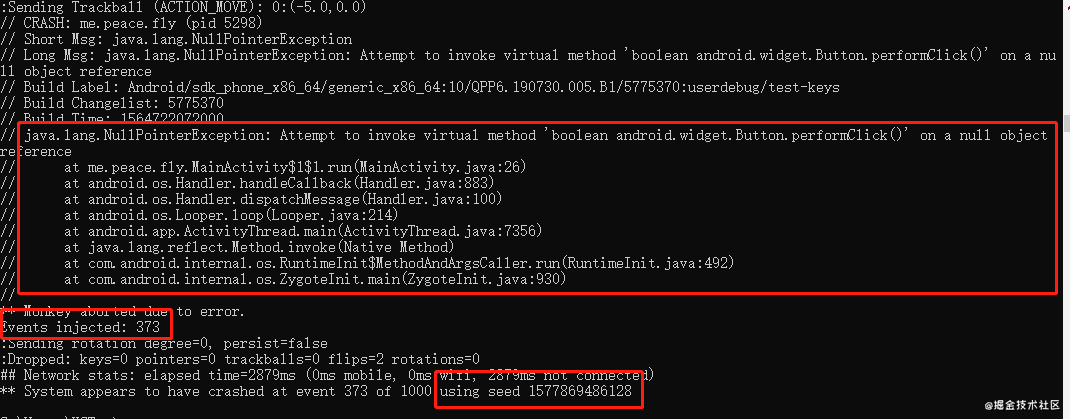 :Sending Trackball (ACTION_MOVE): 0:(-5.0,0.0)
// CRASH: me.peace.fly (pid 5298)
// Short Msg: java.lang.NullPointerException
// Long Msg: java.lang.NullPointerException: Attempt to invoke virtual method 'boolean android.widget.Button.performClick()' on a nu
ll object reference
// Build Label: Android/sdk_phone_x86_64/generic_x86_64:10/QPP6.190730.005.B1/5775370:userdebug/test-keys
// Build Changelist: 5775370
// Build Time: 1564722072000
// java.lang.NullPointerException: Attempt to invoke virtual method 'boolean android.widget.Button.performClick()' on a null object
reference
//      at me.peace.fly.MainActivity$1$1.run(MainActivity.java:26)
//      at android.os.Handler.handleCallback(Handler.java:883)
//      at android.os.Handler.dispatchMessage(Handler.java:100)
//      at android.os.Looper.loop(Looper.java:214)
//      at android.app.ActivityThread.main(ActivityThread.java:7356)
//      at java.lang.reflect.Method.invoke(Native Method)
//      at com.android.internal.os.RuntimeInit$MethodAndArgsCaller.run(RuntimeInit.java:492)
//      at com.android.internal.os.ZygoteInit.main(ZygoteInit.java:930)
//
** Monkey aborted due to error.
Events injected: 373
:Sending rotation degree=0, persist=false
:Dropped: keys=0 pointers=0 trackballs=0 flips=2 rotations=0
## Network stats: elapsed time=2879ms (0ms mobile, 0ms wifi, 2879ms not connected)
** System appears to have crashed at event 373 of 1000 using seed 1577869486128
@掘金技术社区